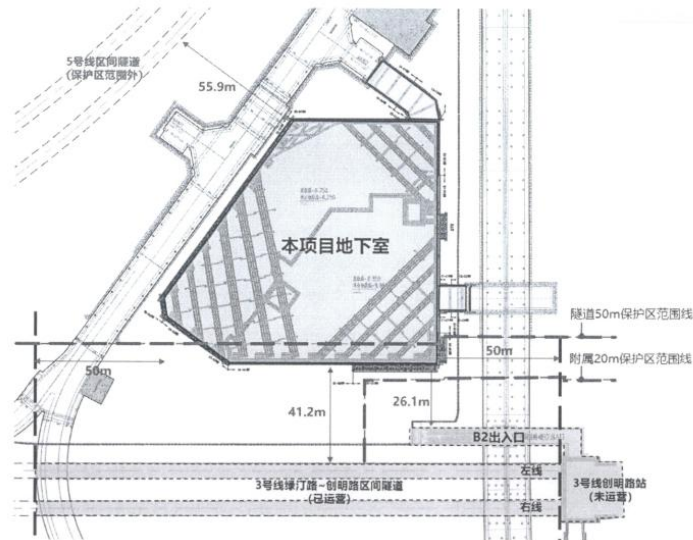 5号线区间隧道
(保护区范围外)
55.9m
本项目地下室
隧道50m保护区范围线
50m
50m
附属20m保护区范围线
41.2m
26.1m
B2出入口
左线
3号线绿汀路~创明路区间隧道
(已运营)
右线
3号线创明路站
(未运营)